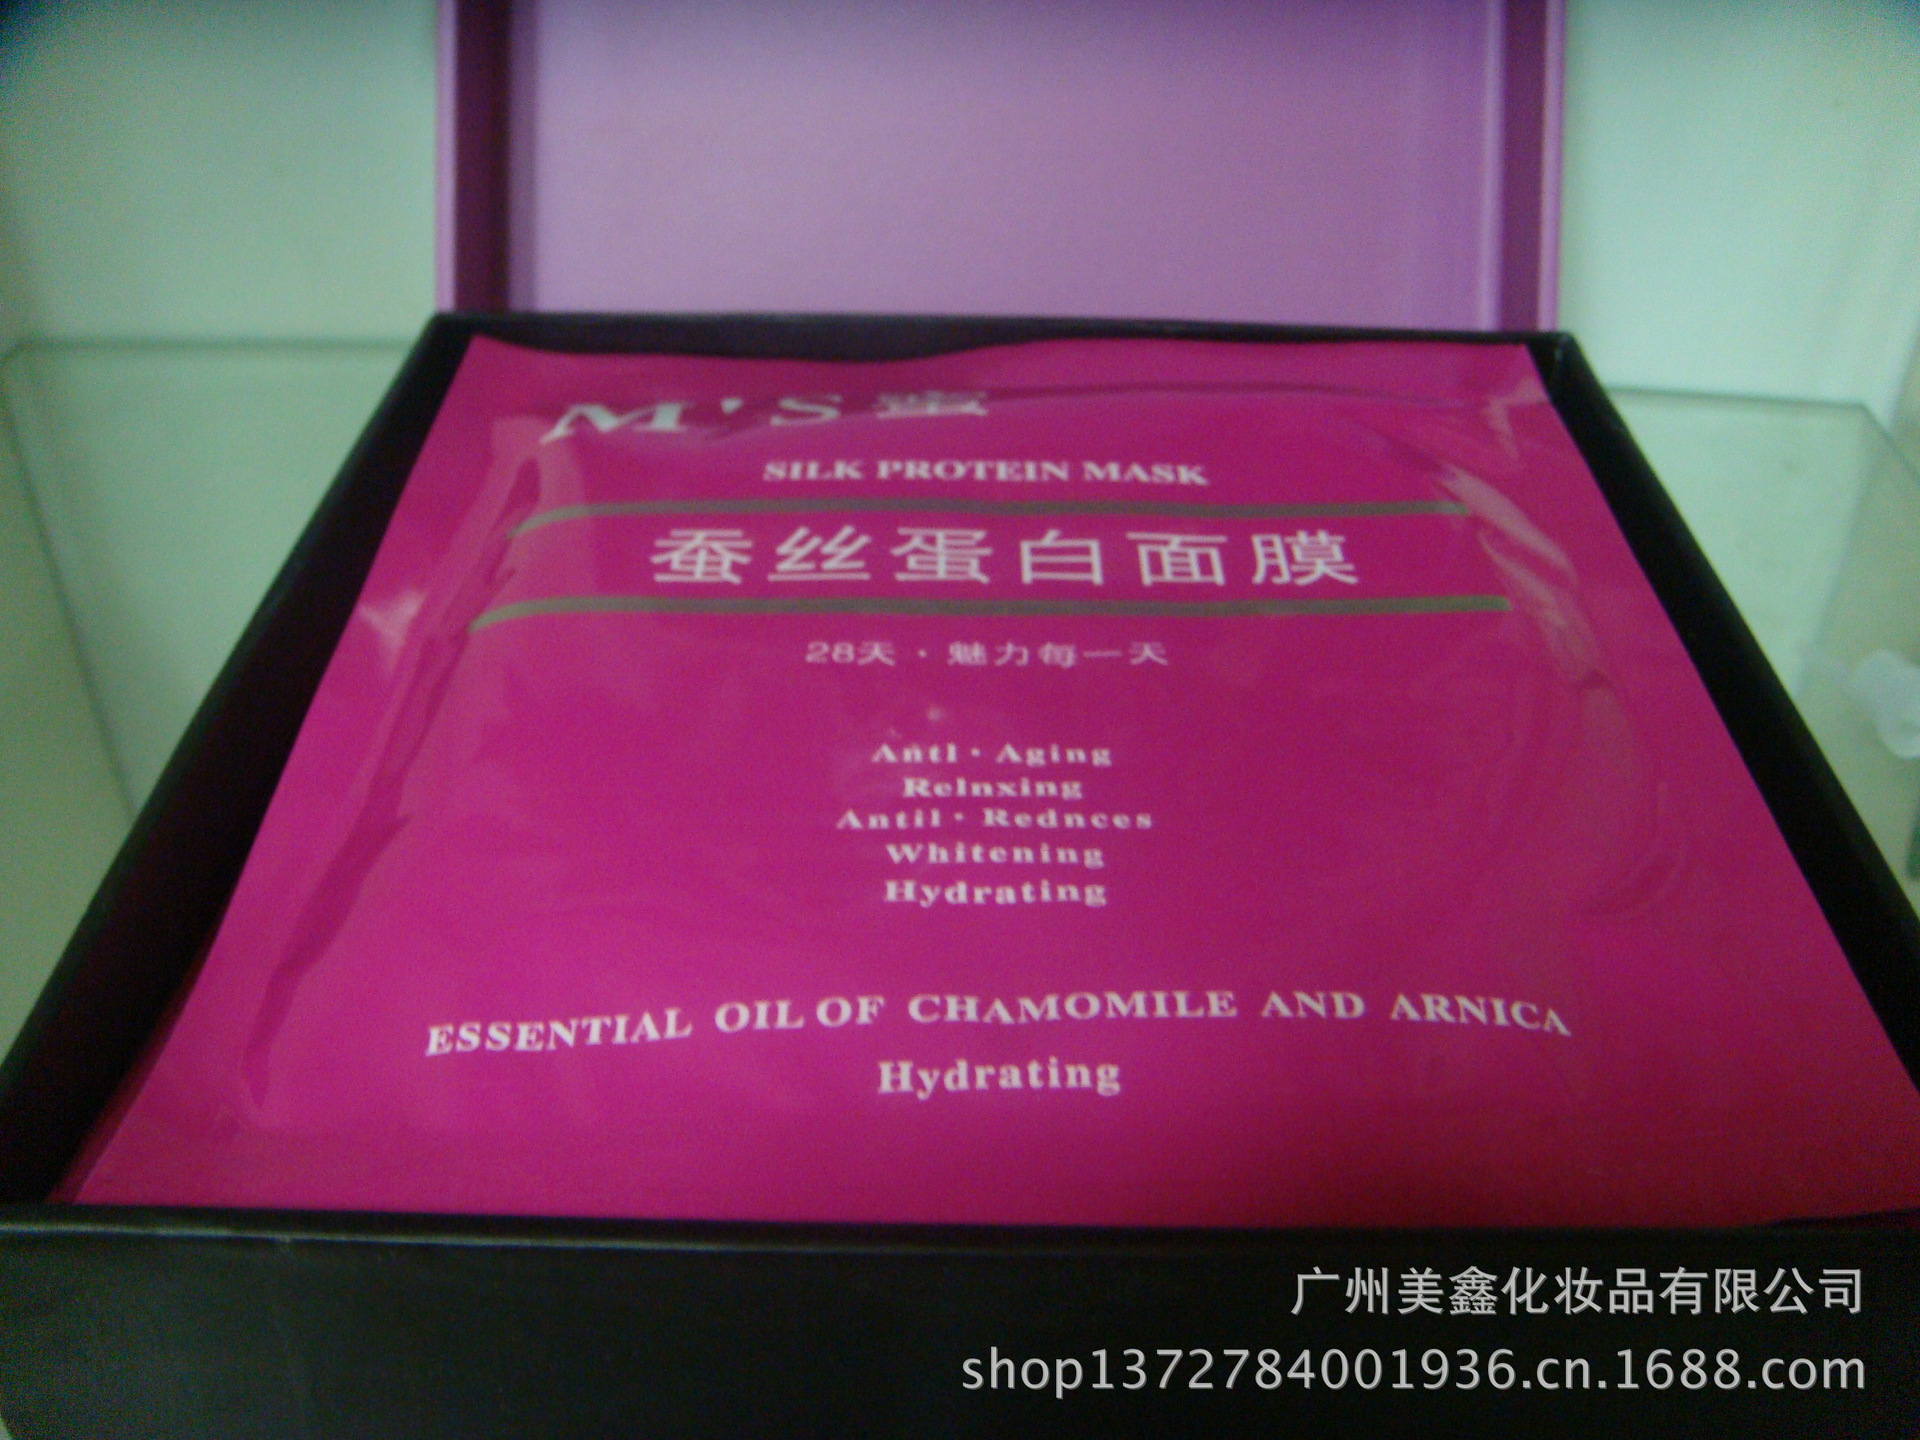 M'S蜜
SILK PROTEIN MASK
蚕丝蛋白面膜
28天·魅力每一天
Antl·Aging
Relnxing
Antil·Rednces
Whitening
Hydrating
ESSENTIAL OIL OF CHAMOMILE AND ARNICA
Hydrating
广州美鑫化妆品有限公司
shop1372784001936.cn.1688.com